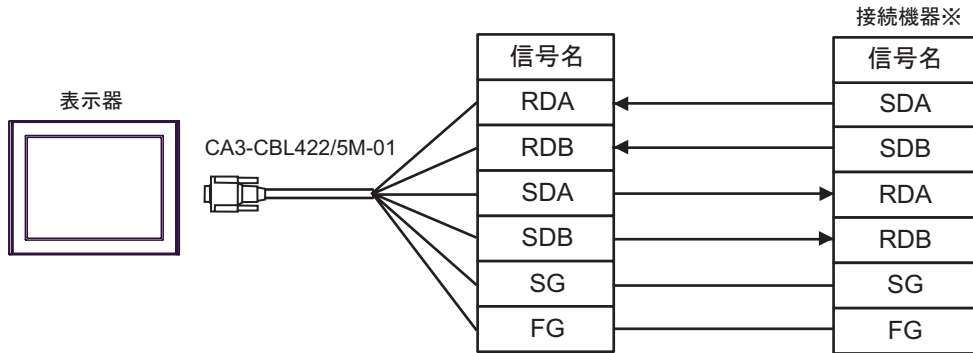 接続機器※
信号名
信号名
表示器
RDA
SDA
CA3-CBL422/5M-01
RDB
SDB
SDA
RDA
SDB
RDB
SG
SG
FG
FG